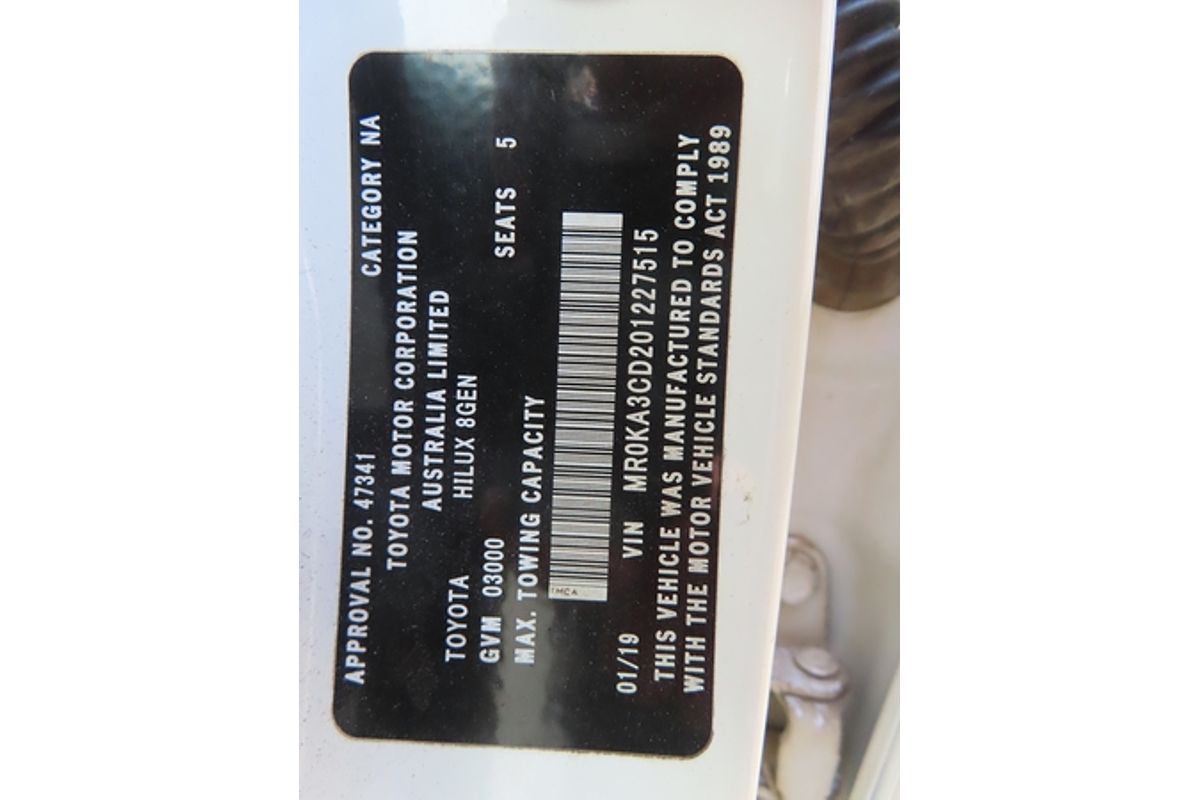 APPROVAL NO. 47341 CATEGORY NA
TOYOTA MOTOR CORPORATION
AUSTRALIA LIMITED
TOYOTA HILUX 8GEN
GVM 03000 SEATS 5
MAX. TOWING CAPACITY
TMCA
01/19 VIN MR0KA3CD201227515
THIS VEHICLE WAS MANUFACTURED TO COMPLY
WITH THE MOTOR VEHICLE STANDARDS ACT 1989